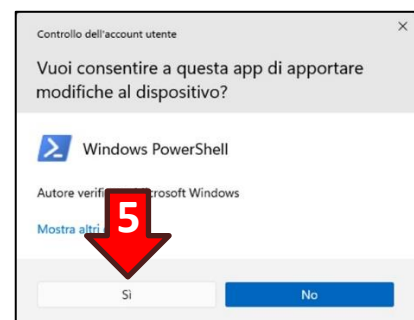 Controllo dell'account utente
Vuoi consentire a questa app di apportare
modifiche al dispositivo?
Windows PowerShell
Autore Microsoft Windows
Mostra altri
5
Sì
No